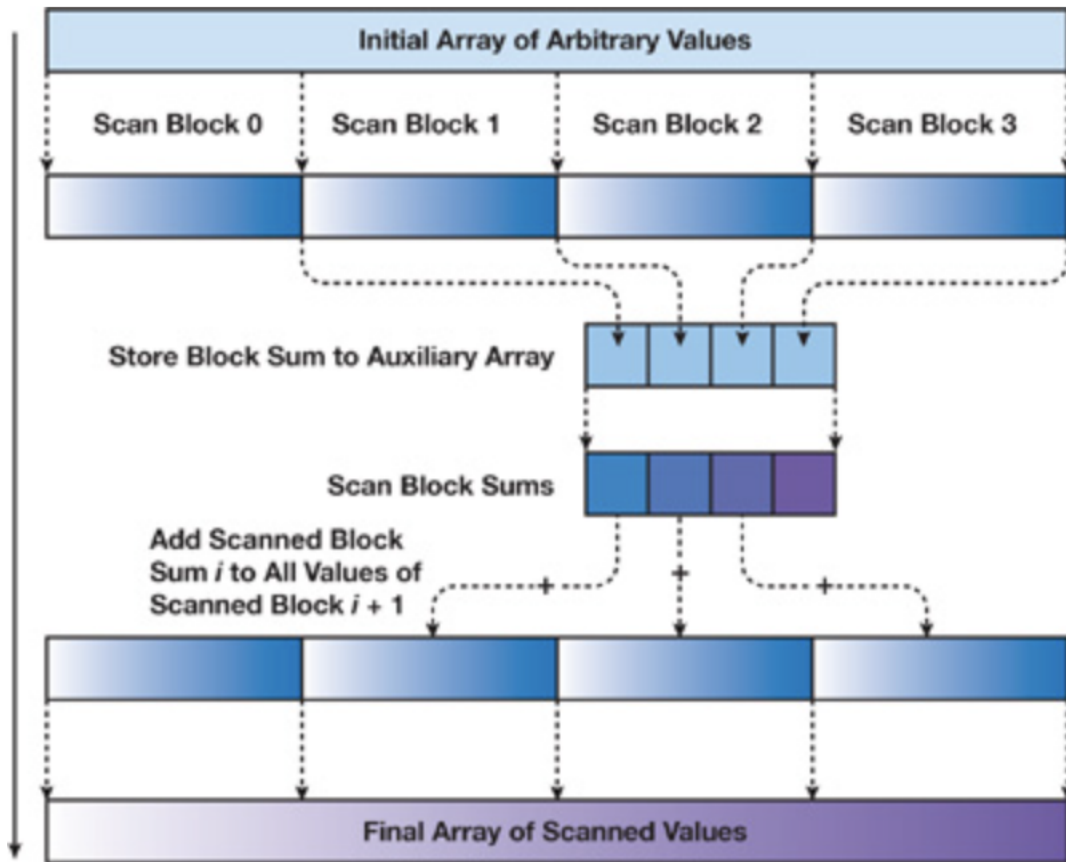 Initial Array of Arbitrary Values
Scan Block 0
Scan Block 1
Scan Block 2
Scan Block 3
Store Block Sum to Auxiliary Array
Scan Block Sums
Add Scanned Block
Sum i to All Values of
Scanned Block i + 1
+
+
+
Final Array of Scanned Values